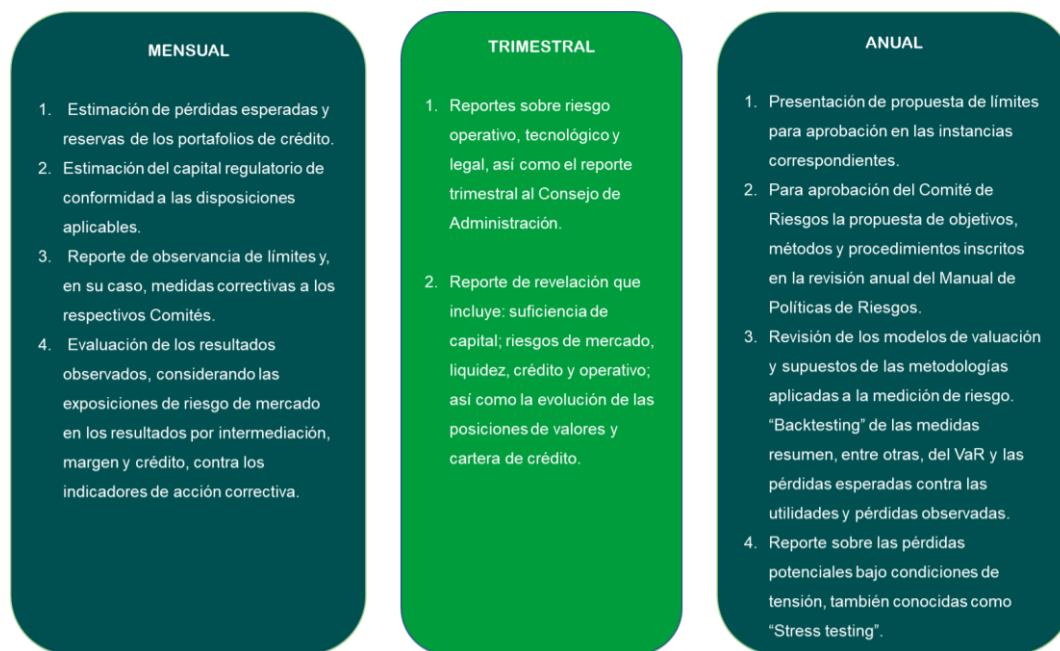 MENSUAL
1. Estimación de pérdidas esperadas y
reservas de los portafolios de crédito.
2. Estimación del capital regulatorio de
conformidad a las disposiciones
aplicables.
3. Reporte de observancia de límites y,
en su caso, medidas correctivas a los
respectivos Comités.
4. Evaluación de los resultados
observados, considerando las
exposiciones de riesgo de mercado
en los resultados por intermediación,
margen y crédito, contra los
indicadores de acción correctiva.
TRIMESTRAL
1. Reportes sobre riesgo
operativo, tecnológico y
legal, así como el reporte
trimestral al Consejo de
Administración.
2. Reporte de revelación que
incluye: suficiencia de
capital; riesgos de mercado,
liquidez, crédito y operativo;
así como la evolución de las
posiciones de valores y
cartera de crédito.
ANUAL
1. Presentación de propuesta de límites
para aprobación en las instancias
correspondientes.
2. Para aprobación del Comité de
Riesgos la propuesta de objetivos,
métodos y procedimientos inscritos
en la revisión anual del Manual de
Políticas de Riesgos.
3. Revisión de los modelos de valuación
y supuestos de las metodologías
aplicadas a la medición de riesgo.
“Backtesting” de las medidas
resumen, entre otras, del VaR y las
pérdidas esperadas contra las
utilidades y pérdidas observadas.
4. Reporte sobre las pérdidas
potenciales bajo condiciones de
tensión, también conocidas como
“Stress testing”.